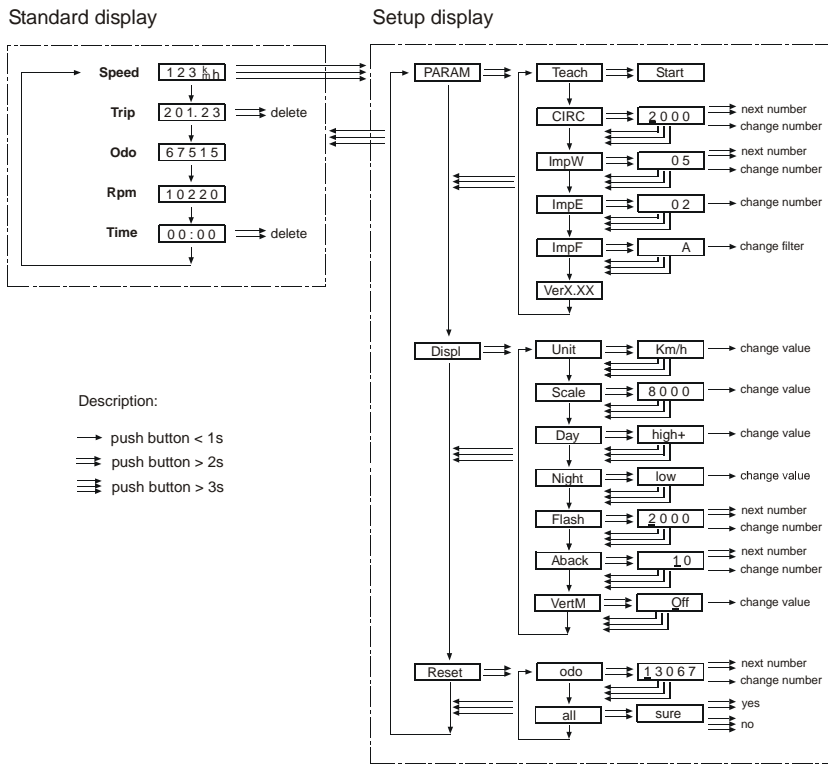 Standard display
Setup display
Speed 123 km/h
Trip 201.23 delete
Odo 67515
Rpm 10220
Time 00:00 delete
Description:
push button < 1s
push button > 2s
push button > 3s
PARAM Teach Start
CIRC 2000 next number
change number
ImpW 05 next number
change number
ImpE 02 change number
ImpF A change filter
VerX.XX
Displ Unit Km/h change value
Scale 8000 change value
Day high+ change value
Night low change value
Flash 2000 next number
change number
Aback 10 next number
change number
VertM Off change value
Reset odo 13067 next number
change number
all sure yes
no